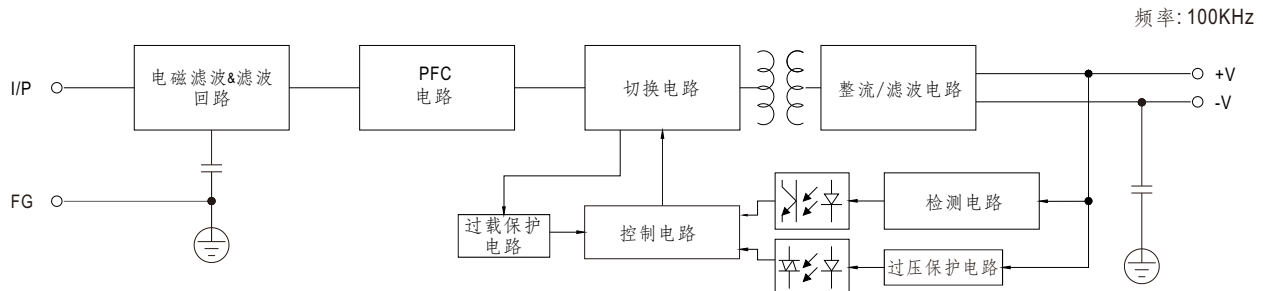 频率: 100KHz
I/P
电磁滤波&滤波
回路
PFC
电路
切换电路
整流/滤波电路
+V
-V
FG
过载保护
电路
控制电路
检测电路
过压保护电路